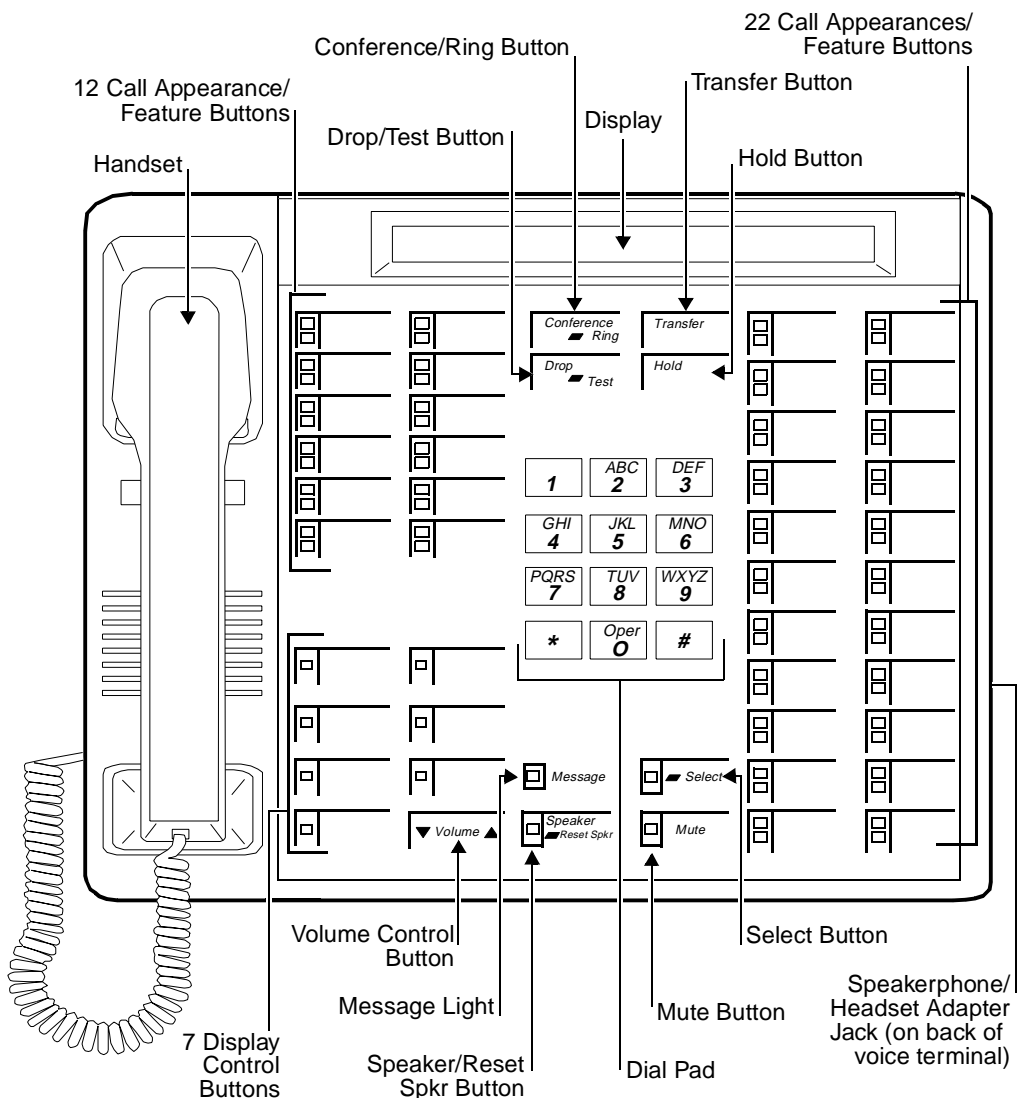 22 Call Appearances/
Feature Buttons
Conference/Ring Button
Transfer Button
12 Call Appearance/
Feature Buttons
Display
Drop/Test Button
Hold Button
Handset
Conference
Ring
Transfer
Drop
Test
Hold
1
ABC
2
DEF
3
GHI
4
JKL
5
MNO
6
PQRS
7
TUV
8
WXYZ
9
*
Oper
0
#
Message
Select
Volume
Speaker
Reset Spkr
Mute
Volume Control
Button
Select Button
Message Light
Mute Button
Speakerphone/
Headset Adapter
Jack (on back of
voice terminal)
7 Display
Control
Buttons
Speaker/Reset
Spkr Button
Dial Pad